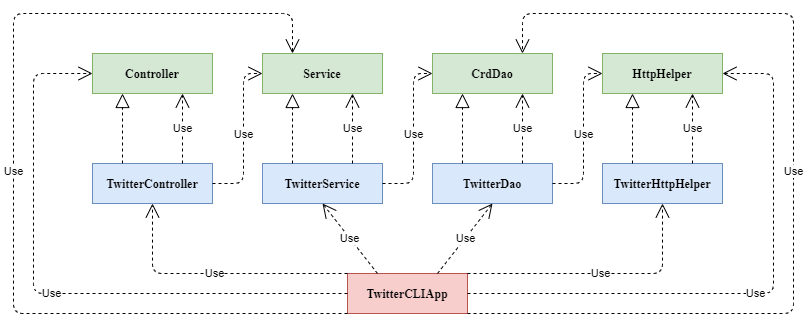 Controller
Service
CrdDao
HttpHelper
Use
Use
Use
Use
Use
Use
Use
Use
Use
TwitterController
TwitterService
TwitterDao
TwitterHttpHelper
Use
Use
Use
Use
Use
Use
TwitterCLIApp